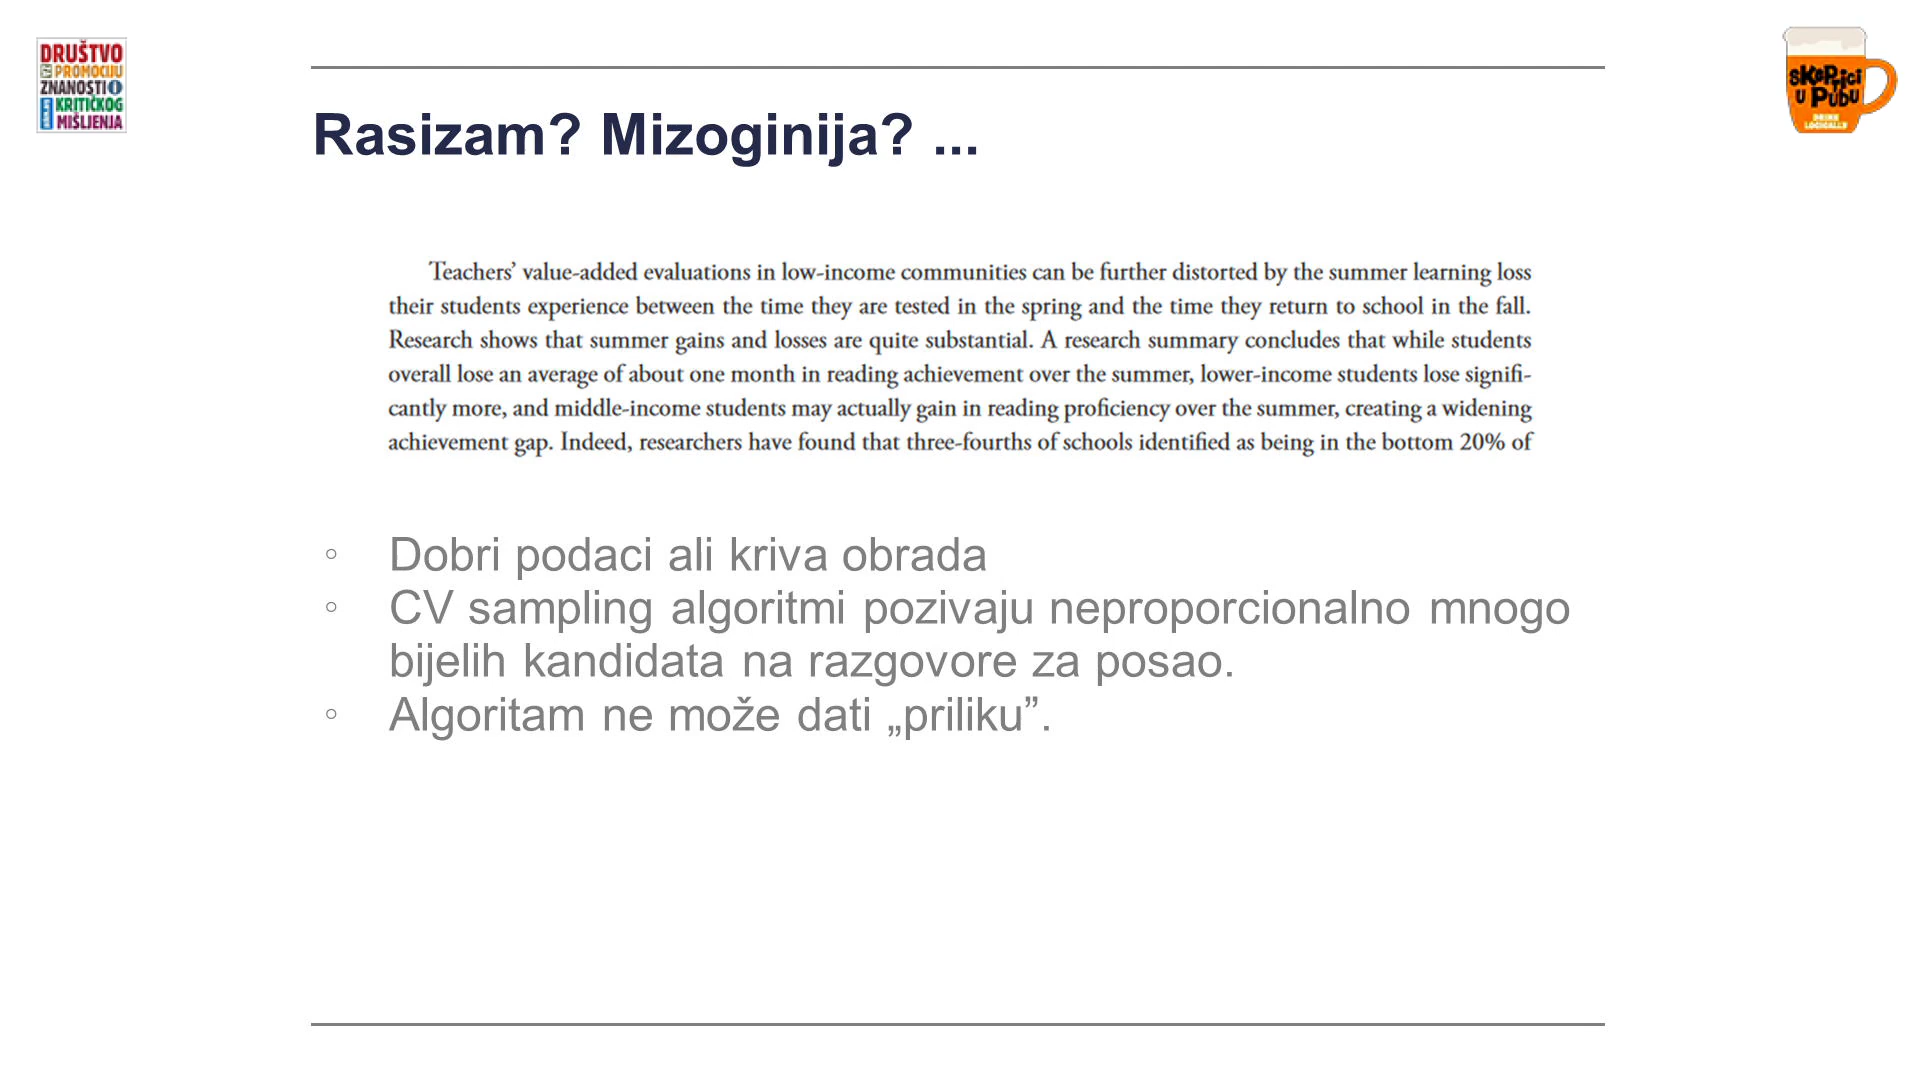 DRUŠTVO
ZA PROMOCIJU
ZNANOSTI
KRITIČKOG
MIŠLJENJA
SKEPTICI
U PUBU
DRINK
LOGICALLY
Rasizam? Mizoginija? ...
Teachers’ value-added evaluations in low-income communities can be further distorted by the summer learning loss
their students experience between the time they are tested in the spring and the time they return to school in the fall.
Research shows that summer gains and losses are quite substantial. A research summary concludes that while students
overall lose an average of about one month in reading achievement over the summer, lower-income students lose signifi-
cantly more, and middle-income students may actually gain in reading proficiency over the summer, creating a widening
achievement gap. Indeed, researchers have found that three-fourths of schools identified as being in the bottom 20% of
◦ Dobri podaci ali kriva obrada
◦ CV sampling algoritmi pozivaju neproporcionalno mnogo
bijelih kandidata na razgovore za posao.
◦ Algoritam ne može dati „priliku”.